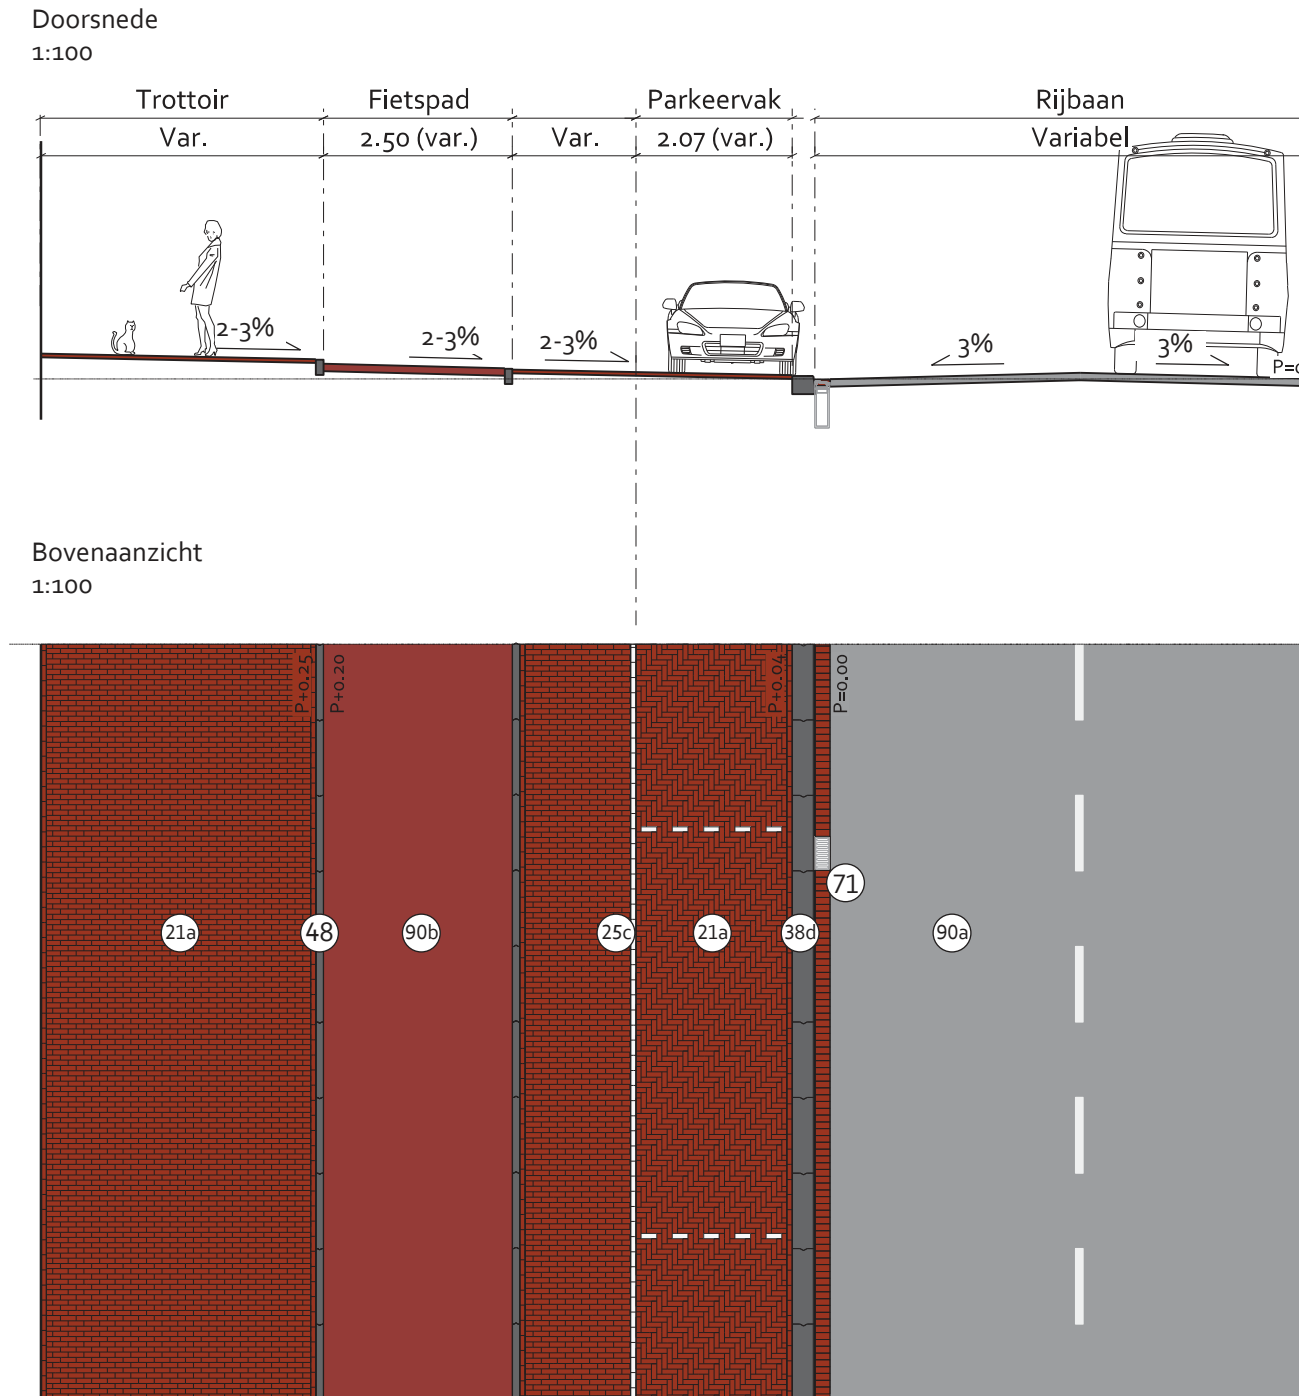 Doorsnede
1:100
Trottoir Fietspad Parkeervak Rijbaan
Var. 2.50 (var.) Var. 2.07 (var.) Variabel
2-3% 2-3% 2-3% 3% 3%
Bovenaanzicht
1:100
P+0.25
P+0.20
P+0.04
P=0.00
71
21a 48 90b 25c 21a 38d 90a